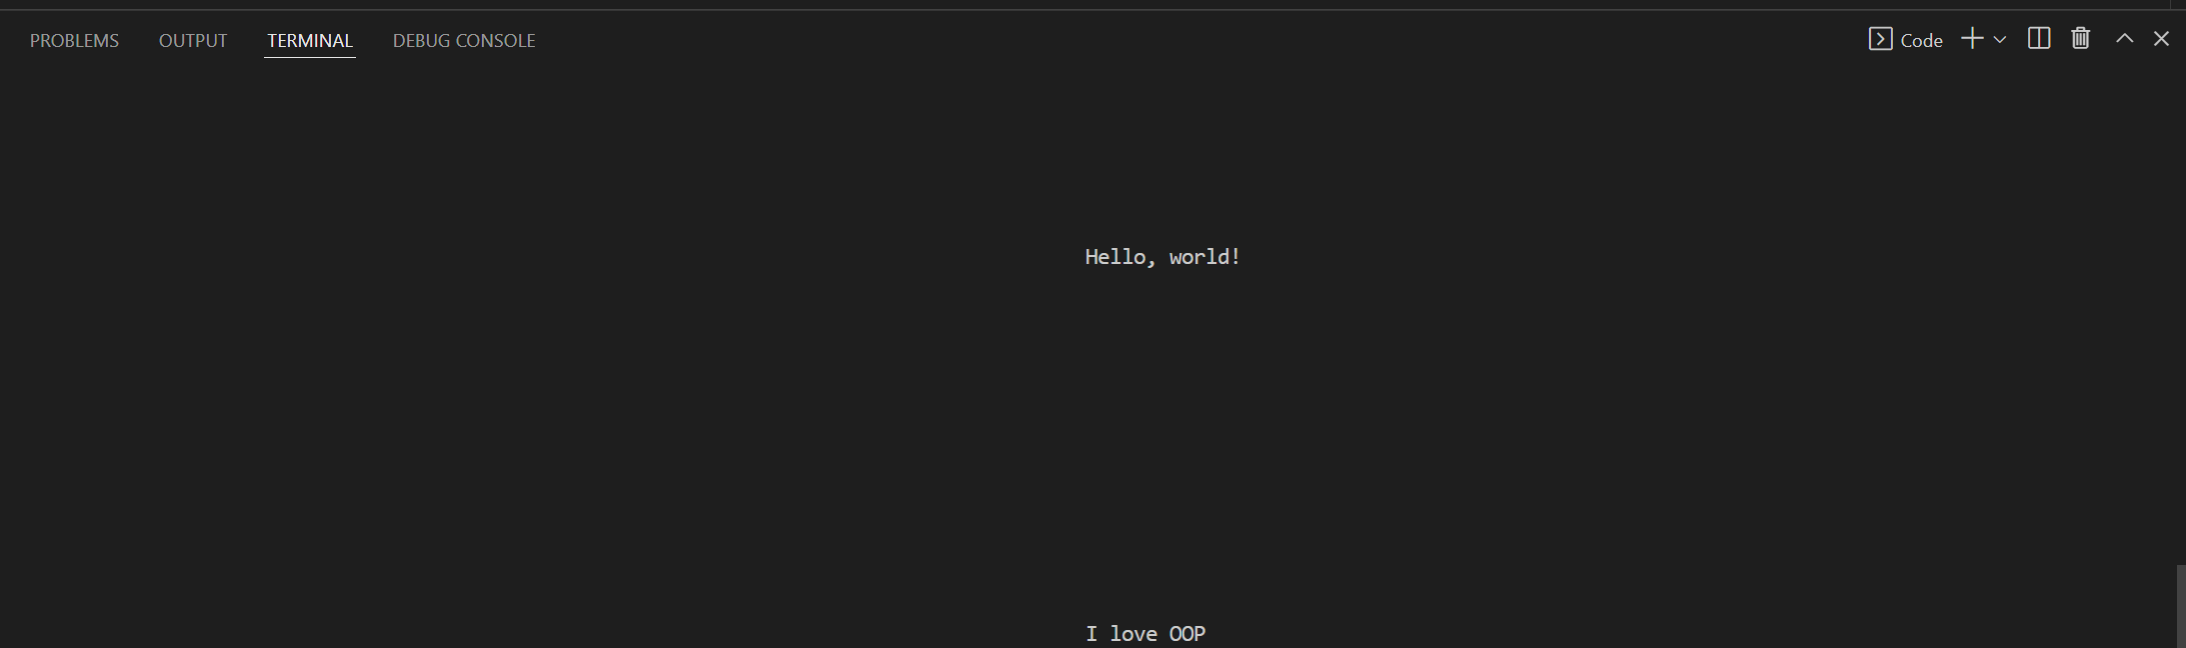 PROBLEMS OUTPUT TERMINAL DEBUG CONSOLE Code
Hello, world!
I love OOP